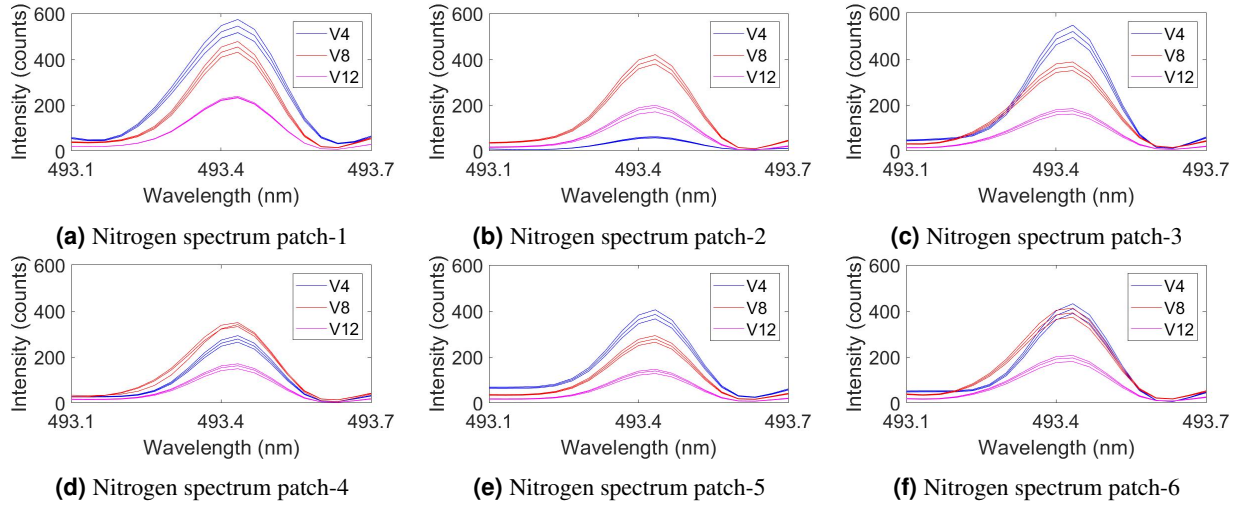 600
400
200
0
Intensity (counts)
493.1
493.4
493.7
Wavelength (nm)
V4
V8
V12
(a) Nitrogen spectrum patch-1
600
400
200
0
Intensity (counts)
493.1
493.4
493.7
Wavelength (nm)
V4
V8
V12
(b) Nitrogen spectrum patch-2
600
400
200
0
Intensity (counts)
493.1
493.4
493.7
Wavelength (nm)
V4
V8
V12
(c) Nitrogen spectrum patch-3
600
400
200
0
Intensity (counts)
493.1
493.4
493.7
Wavelength (nm)
V4
V8
V12
(d) Nitrogen spectrum patch-4
600
400
200
0
Intensity (counts)
493.1
493.4
493.7
Wavelength (nm)
V4
V8
V12
(e) Nitrogen spectrum patch-5
600
400
200
0
Intensity (counts)
493.1
493.4
493.7
Wavelength (nm)
V4
V8
V12
(f) Nitrogen spectrum patch-6